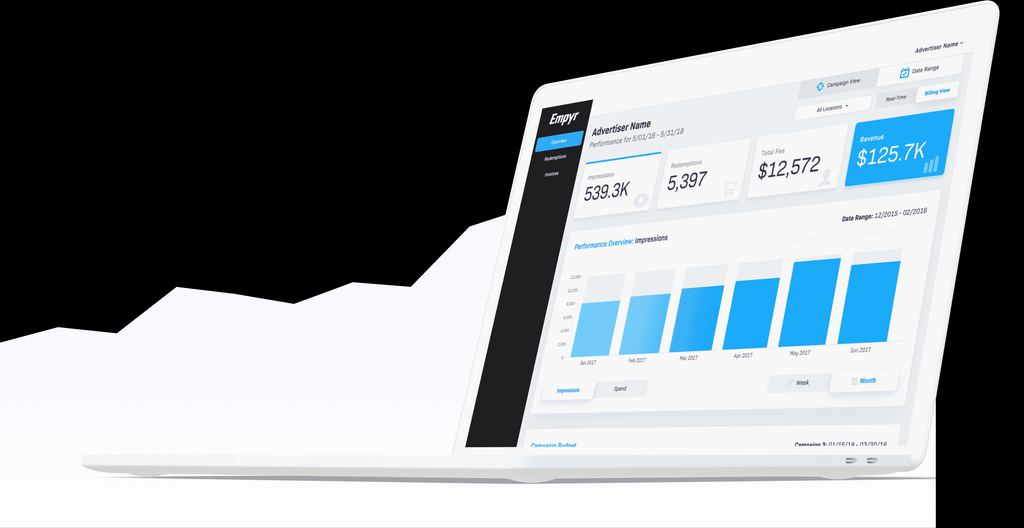 Advertiser Name
Campaign View
Date Range
All Locations
Real-Time
Billing View
Empyr
Overview
Redemptions
Invoices
Advertiser Name
Performance for 5/01/18 - 5/31/18
Impressions
539.3K
Redemptions
5,397
Total Fee
$12,572
Revenue
$125.7K
Performance Overview: Impressions
Date Range: 12/2015 - 02/2016
12,000
10,000
8,000
6,000
4,000
2,000
0
Jan 2017
Feb 2017
Mar 2017
Apr 2017
May 2017
Jun 2017
Impressions
Spend
Week
Month
Campaign Budget
Campaign 3: 01/15/18 - 03/30/18